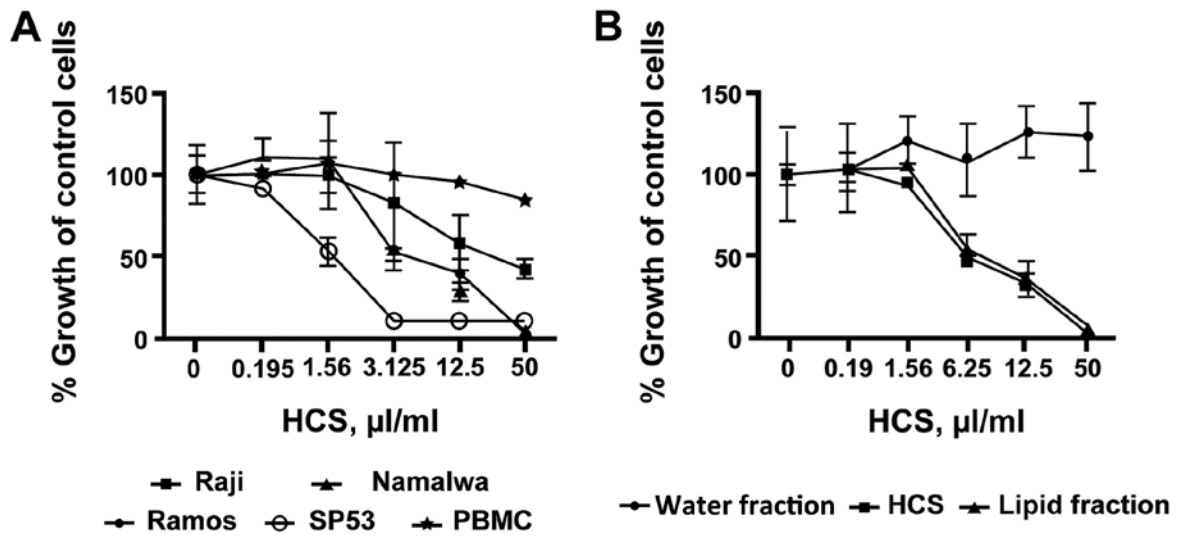 A
% Growth of control cells
150
100
50
0
0 0.195 1.56 3.125 12.5 50
HCS, µl/ml
Raji Namalwa
Ramos SP53 PBMC
B
% Growth of control cells
150
100
50
0
0 0.19 1.56 6.25 12.5 50
HCS, µl/ml
Water fraction HCS Lipid fraction